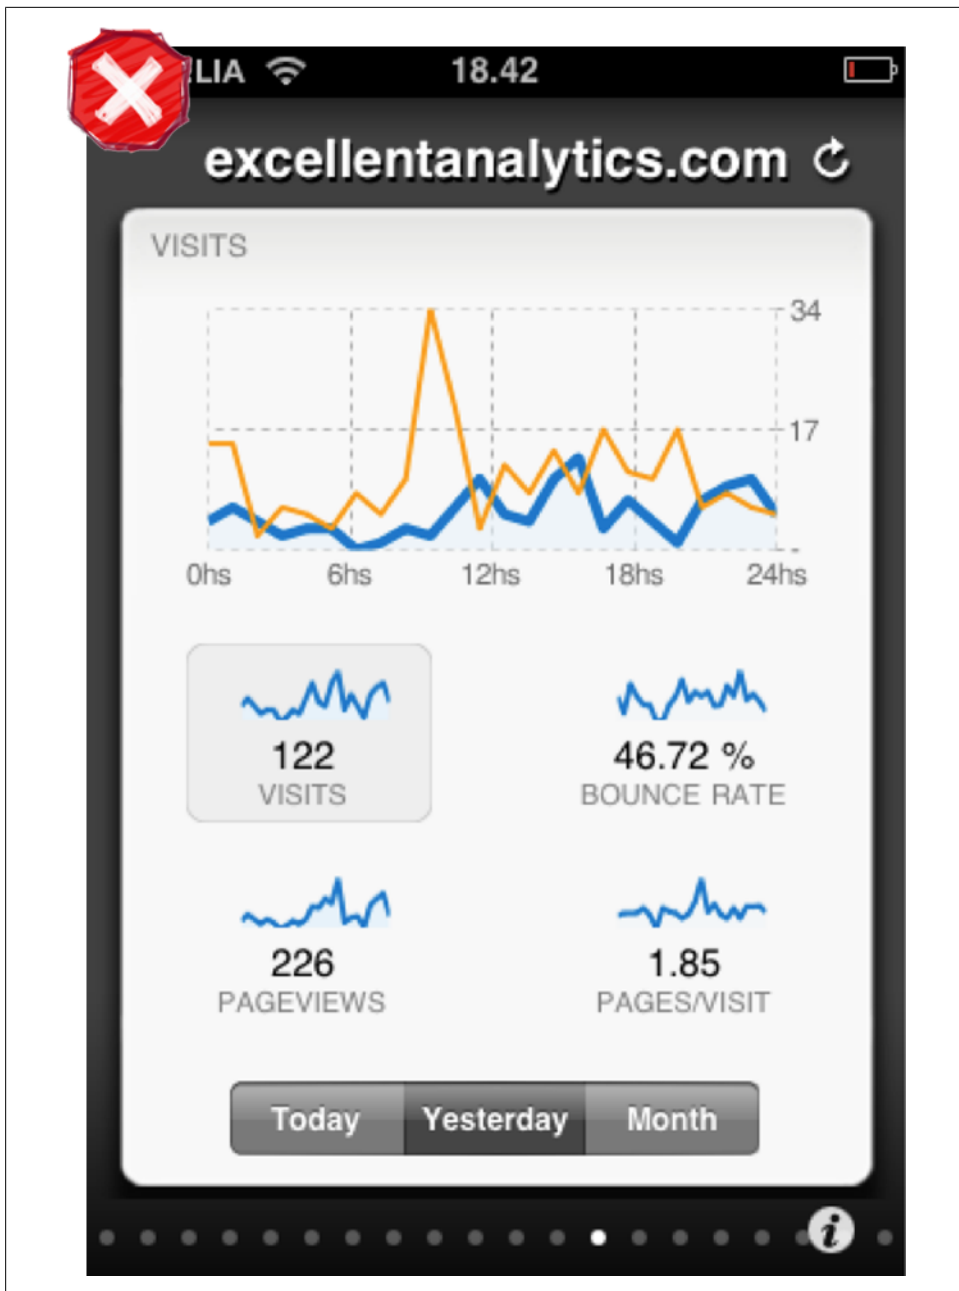 LIA 18.42
excellentanalytics.com
VISITS
34
17
-
0hs 6hs 12hs 18hs 24hs
122 46.72 %
VISITS BOUNCE RATE
226 1.85
PAGEVIEWS PAGES/VISIT
Today Yesterday Month
i